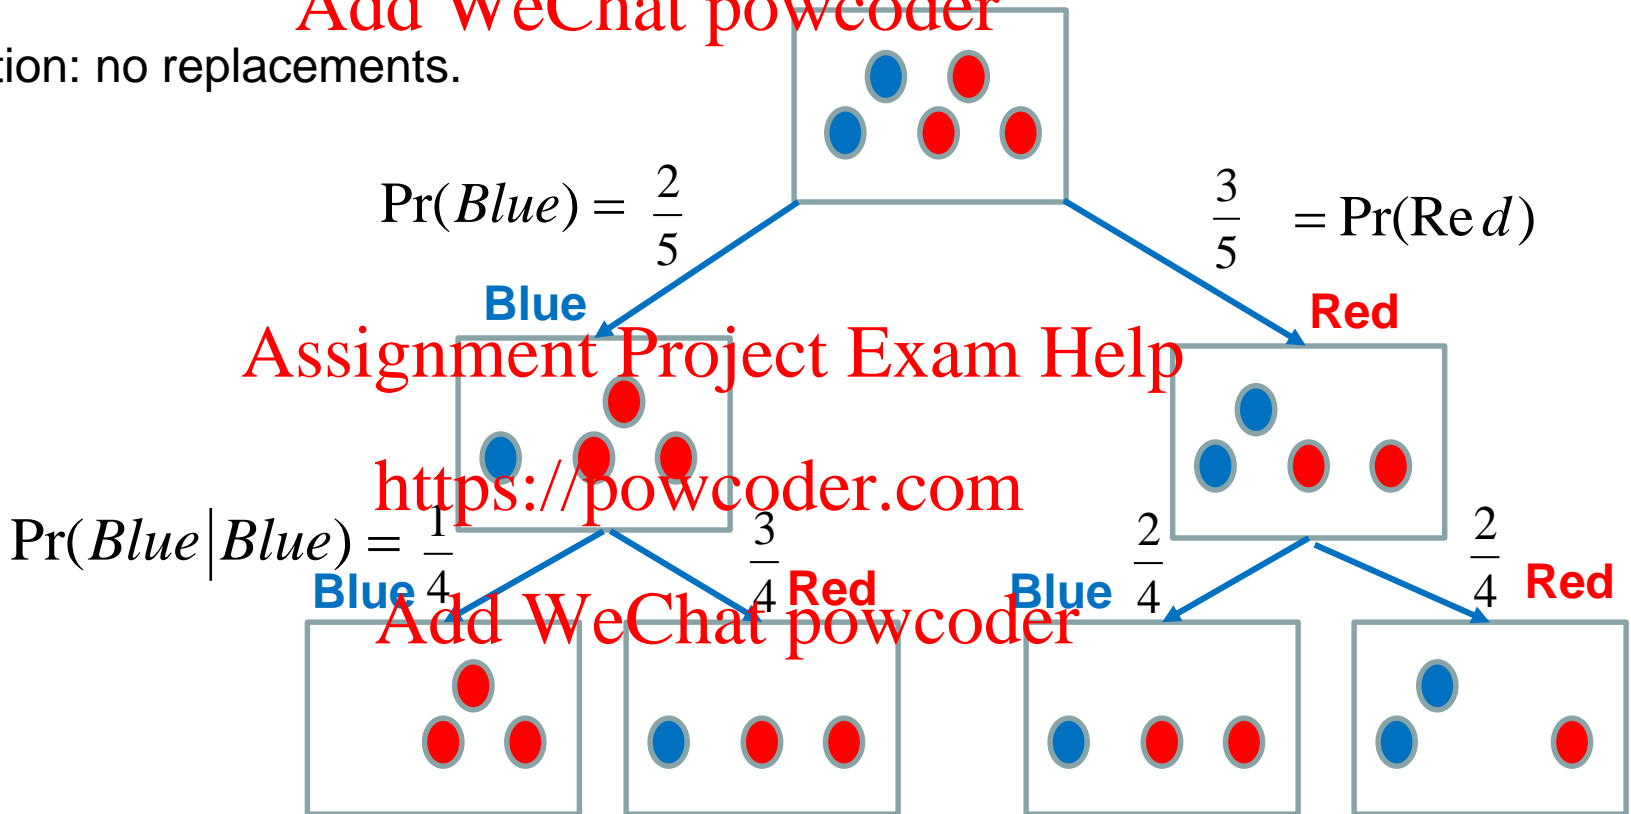 Add WeChat powcoder
tion: no replacements.
Pr(Blue) = 2/5
3/5 = Pr(Red)
Blue
Red
Assignment Project Exam Help
https://powcoder.com
Pr(Blue|Blue) = 1/4
3/4
2/4
2/4
Blue
Red
Blue
Red
Add WeChat powcoder